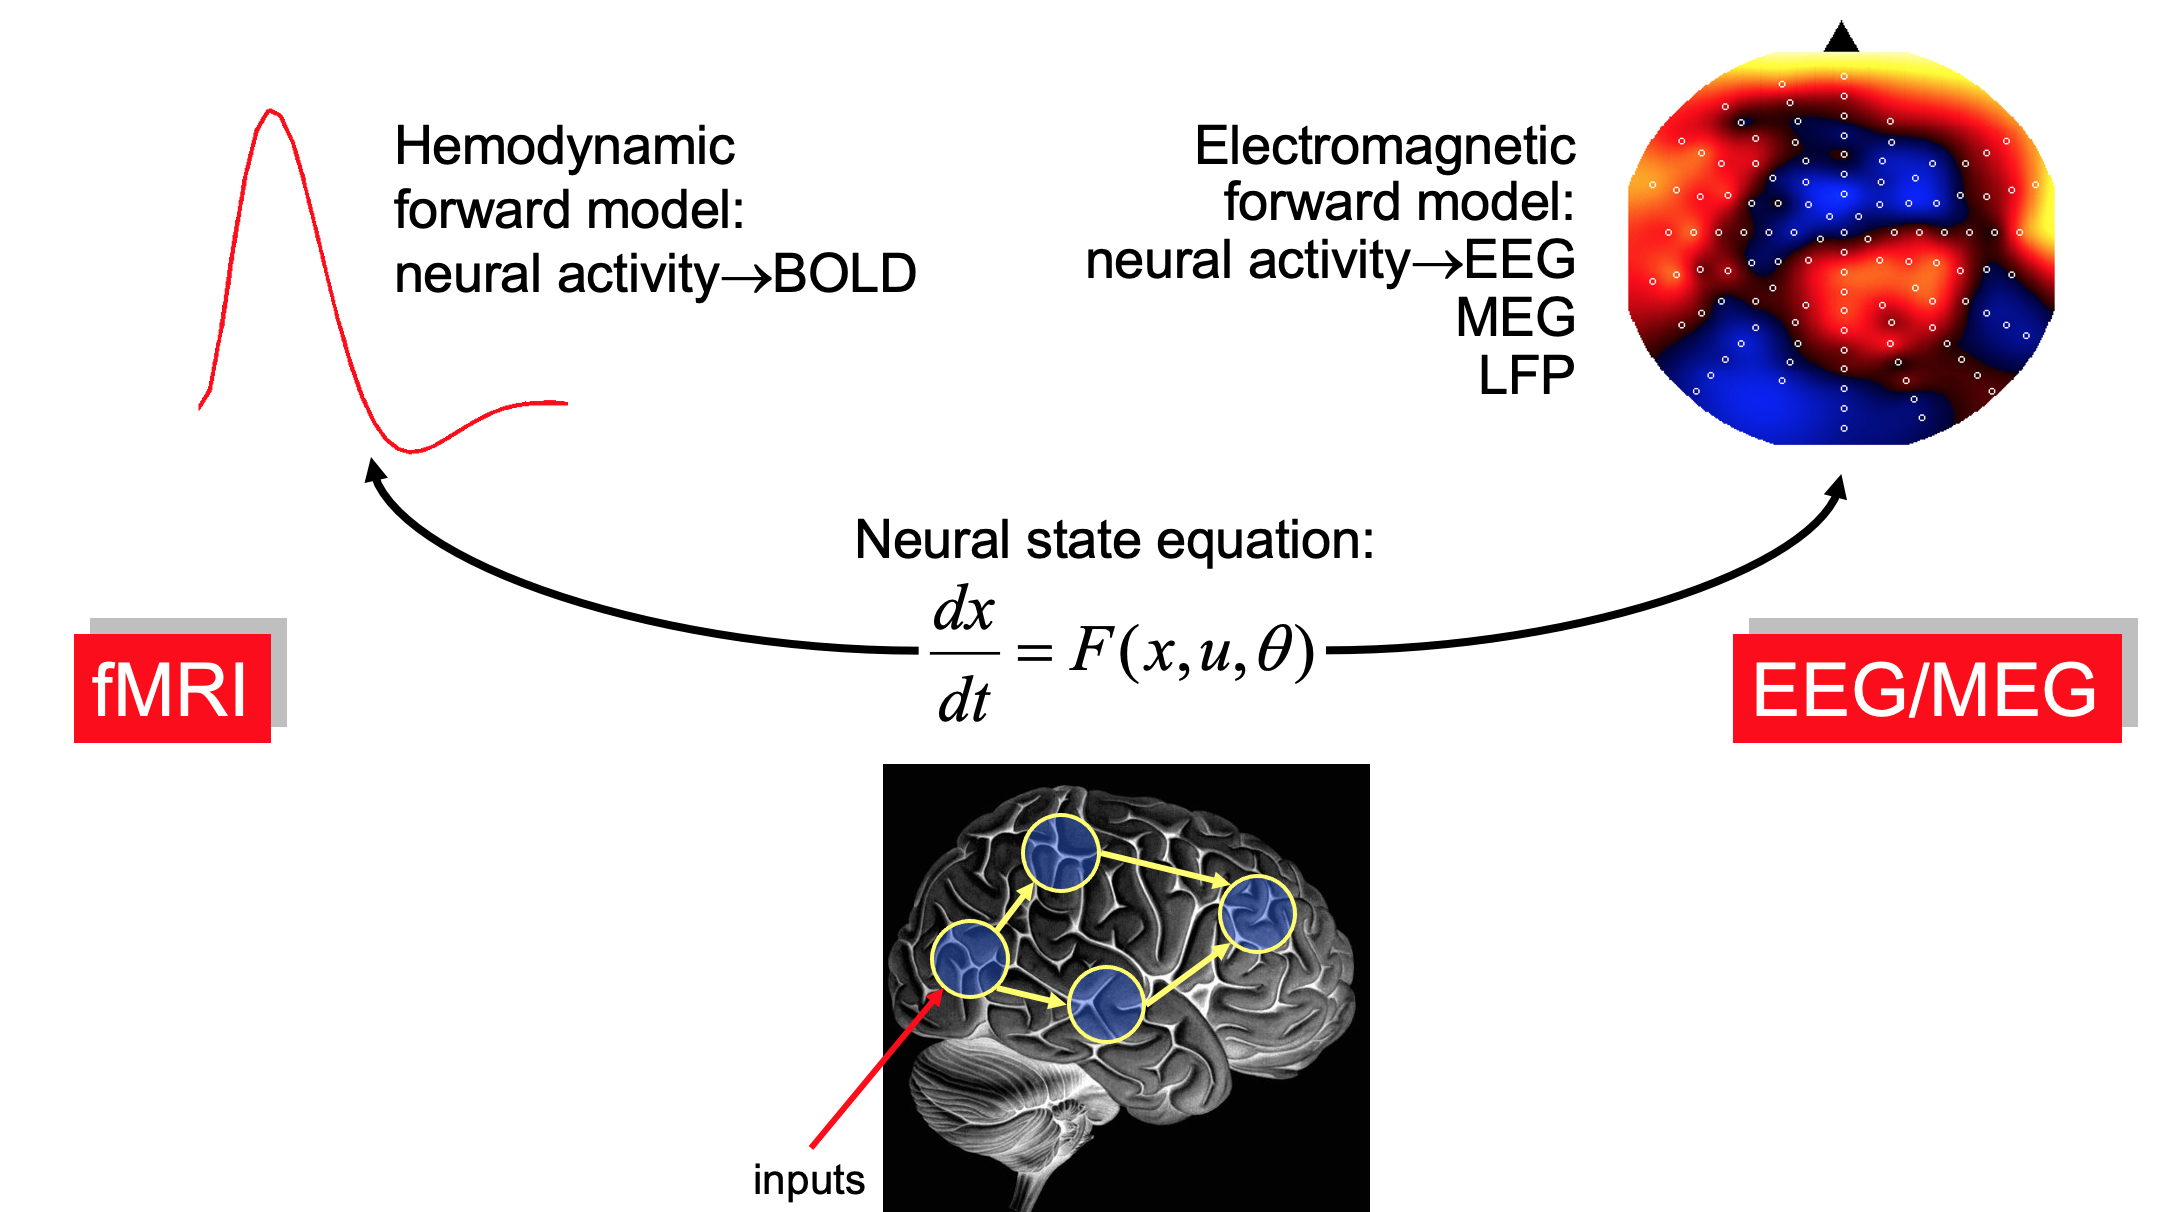 Hemodynamic
forward model:
neural activity→BOLD
Electromagnetic
forward model:
neural activity→EEG
MEG
LFP
Neural state equation:
dx/dt = F(x,u,θ)
fMRI
EEG/MEG
inputs